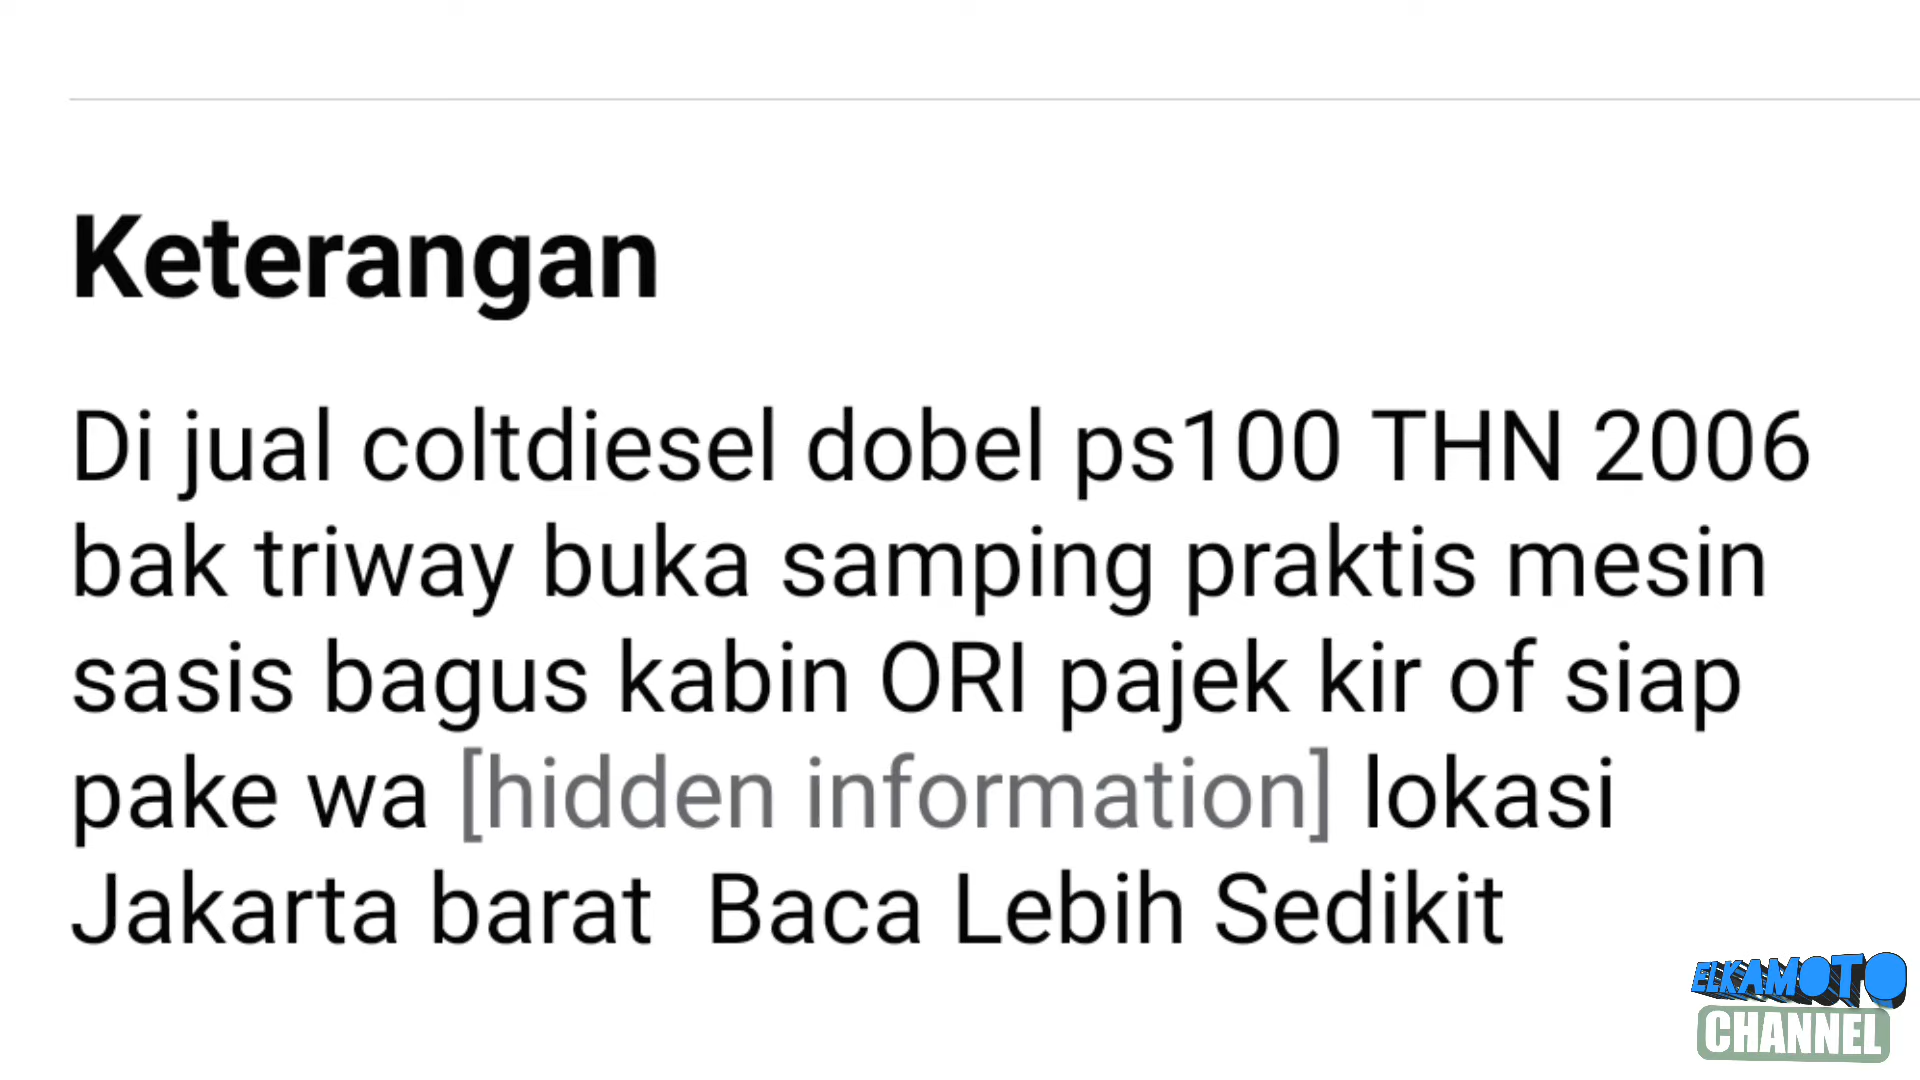 Keterangan
Di jual coltdiesel dobel ps100 THN 2006
bak triway buka samping praktis mesin
sasis bagus kabin ORI pajek kir of siap
pake wa [hidden information] lokasi
Jakarta barat  Baca Lebih Sedikit
ELKAMOTO
CHANNEL